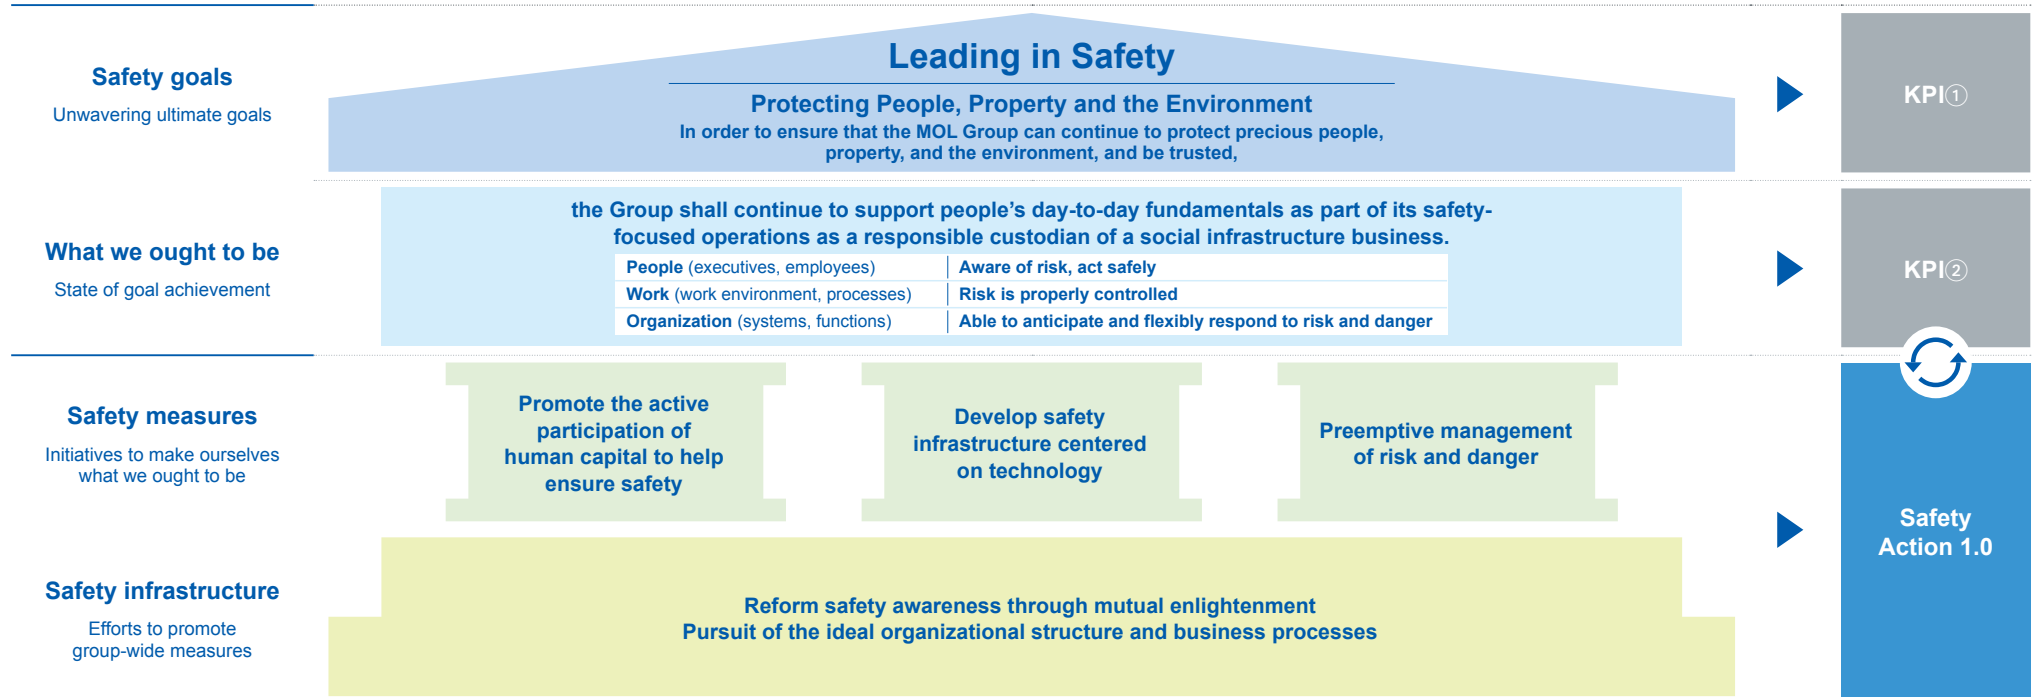 Safety goals
Unwavering ultimate goals
Leading in Safety
Protecting People, Property and the Environment
In order to ensure that the MOL Group can continue to protect precious people,
property, and the environment, and be trusted,
KPI①
What we ought to be
State of goal achievement
the Group shall continue to support people’s day-to-day fundamentals as part of its safety-
focused operations as a responsible custodian of a social infrastructure business.
People (executives, employees) Aware of risk, act safely
Work (work environment, processes) Risk is properly controlled
Organization (systems, functions) Able to anticipate and flexibly respond to risk and danger
KPI②
Safety measures
Initiatives to make ourselves
what we ought to be
Promote the active
participation of
human capital to help
ensure safety
Develop safety
infrastructure centered
on technology
Preemptive management
of risk and danger
Safety
Action 1.0
Safety infrastructure
Efforts to promote
group-wide measures
Reform safety awareness through mutual enlightenment
Pursuit of the ideal organizational structure and business processes